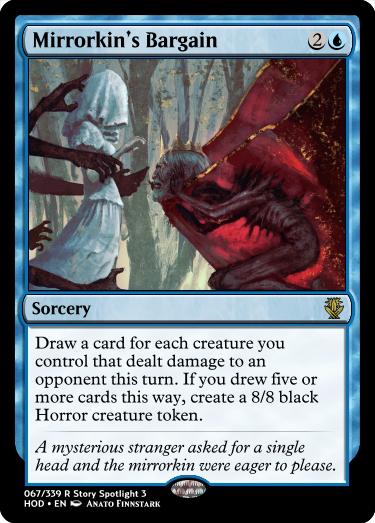 Mirrorkin's Bargain 2
Sorcery
Draw a card for each creature you
control that dealt damage to an
opponent this turn. If you drew five or
more cards this way, create a 8/8 black
Horror creature token.
A mysterious stranger asked for a single
head and the mirrorkin were eager to please.
067/339 R Story Spotlight 3
HOD • EN Anato Finnstark